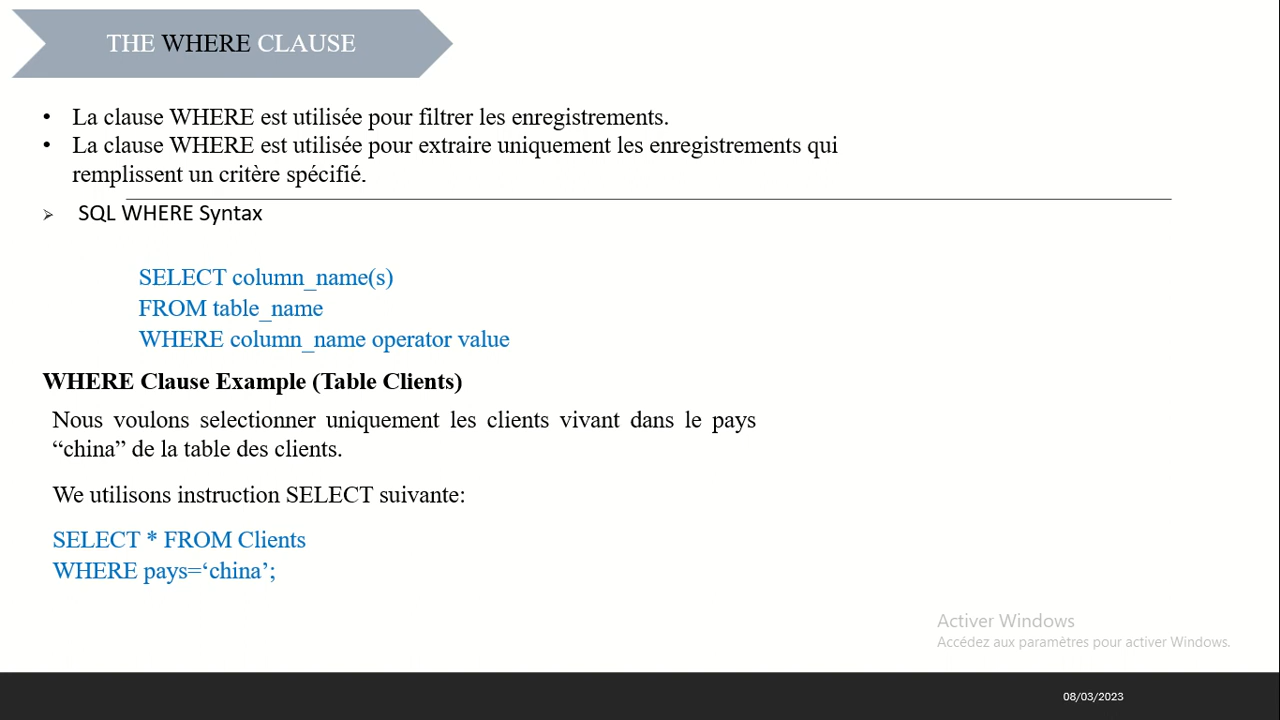 THE WHERE CLAUSE
• La clause WHERE est utilisée pour filtrer les enregistrements.
• La clause WHERE est utilisée pour extraire uniquement les enregistrements qui
remplissent un critère spécifié.
➢ SQL WHERE Syntax
SELECT column_name(s)
FROM table_name
WHERE column_name operator value
WHERE Clause Example (Table Clients)
Nous voulons selectionner uniquement les clients vivant dans le pays
“china” de la table des clients.
We utilisons instruction SELECT suivante:
SELECT * FROM Clients
WHERE pays=‘china’;
Activer Windows
Accédez aux paramètres pour activer Windows.
08/03/2023